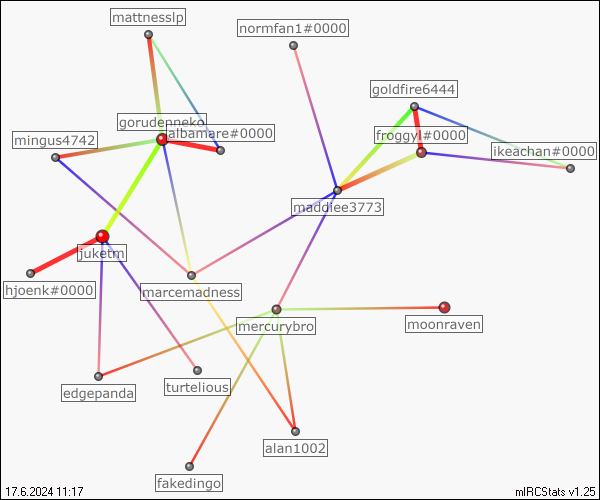 mattnesslp
normfan1#0000
goldfire6444
gorudenneko
albamare#0000
froggyl#0000
mingus4742
ikeachan#0000
maddiee3773
juketm
hjoenk#0000
marcemadness
mercurybro
moonraven
edgepanda
turtelious
alan1002
fakedingo
17.6.2024 11:17
mIRCStats v1.25